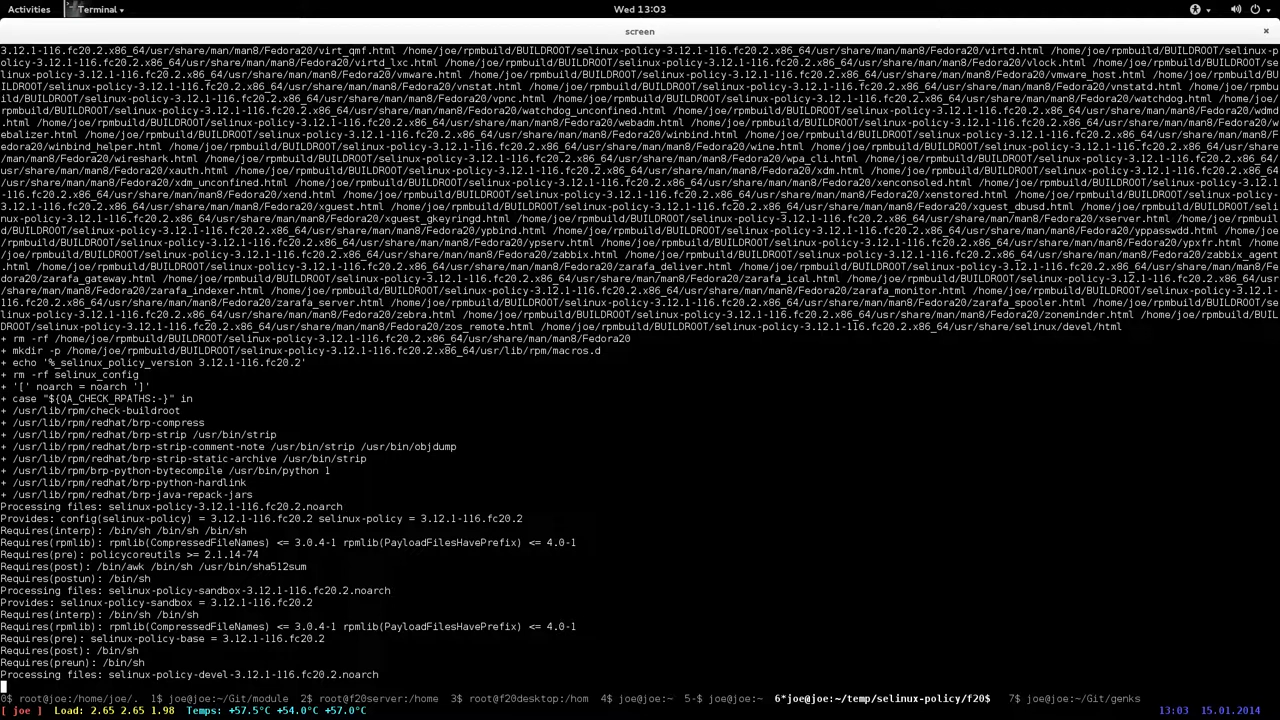 Activities
Terminal
Wed 13:03
screen
3.12.1-116.fc20.2.x86_64/usr/share/man/man8/Fedora20/virt_qmf.html /home/joe/rpmbuild/BUILDROOT/selinux-policy-3.12.1-116.fc20.2.x86_64/usr/share/man/man8/Fedora20/virtd.html /home/joe/rpmbuild/BUILDROOT/selinux-p
olicy-3.12.1-116.fc20.2.x86_64/usr/share/man/man8/Fedora20/virtd_lxc.html /home/joe/rpmbuild/BUILDROOT/selinux-policy-3.12.1-116.fc20.2.x86_64/usr/share/man/man8/Fedora20/vlock.html /home/joe/rpmbuild/BUILDROOT/se
linux-policy-3.12.1-116.fc20.2.x86_64/usr/share/man/man8/Fedora20/vmware.html /home/joe/rpmbuild/BUILDROOT/selinux-policy-3.12.1-116.fc20.2.x86_64/usr/share/man/man8/Fedora20/vmware_host.html /home/joe/rpmbuild/BU
ILDROOT/selinux-policy-3.12.1-116.fc20.2.x86_64/usr/share/man/man8/Fedora20/vnstat.html /home/joe/rpmbuild/BUILDROOT/selinux-policy-3.12.1-116.fc20.2.x86_64/usr/share/man/man8/Fedora20/vnstatd.html /home/joe/rpmbu
ild/BUILDROOT/selinux-policy-3.12.1-116.fc20.2.x86_64/usr/share/man/man8/Fedora20/vpnc.html /home/joe/rpmbuild/BUILDROOT/selinux-policy-3.12.1-116.fc20.2.x86_64/usr/share/man/man8/Fedora20/watchdog.html /home/joe
/rpmbuild/BUILDROOT/selinux-policy-3.12.1-116.fc20.2.x86_64/usr/share/man/man8/Fedora20/watchdog_unconfined.html /home/joe/rpmbuild/BUILDROOT/selinux-policy-3.12.1-116.fc20.2.x86_64/usr/share/man/man8/Fedora20/wdmd
.html /home/joe/rpmbuild/BUILDROOT/selinux-policy-3.12.1-116.fc20.2.x86_64/usr/share/man/man8/Fedora20/webadm.html /home/joe/rpmbuild/BUILDROOT/selinux-policy-3.12.1-116.fc20.2.x86_64/usr/share/man/man8/Fedora20/w
ebalizer.html /home/joe/rpmbuild/BUILDROOT/selinux-policy-3.12.1-116.fc20.2.x86_64/usr/share/man/man8/Fedora20/winbind.html /home/joe/rpmbuild/BUILDROOT/selinux-policy-3.12.1-116.fc20.2.x86_64/usr/share/man/man8/F
edora20/winbind_helper.html /home/joe/rpmbuild/BUILDROOT/selinux-policy-3.12.1-116.fc20.2.x86_64/usr/share/man/man8/Fedora20/wine.html /home/joe/rpmbuild/BUILDROOT/selinux-policy-3.12.1-116.fc20.2.x86_64/usr/share
/man/man8/Fedora20/wireshark.html /home/joe/rpmbuild/BUILDROOT/selinux-policy-3.12.1-116.fc20.2.x86_64/usr/share/man/man8/Fedora20/wpa_cli.html /home/joe/rpmbuild/BUILDROOT/selinux-policy-3.12.1-116.fc20.2.x86_64/
usr/share/man/man8/Fedora20/xauth.html /home/joe/rpmbuild/BUILDROOT/selinux-policy-3.12.1-116.fc20.2.x86_64/usr/share/man/man8/Fedora20/xdm.html /home/joe/rpmbuild/BUILDROOT/selinux-policy-3.12.1-116.fc20.2.x86_64
/usr/share/man/man8/Fedora20/xdm_unconfined.html /home/joe/rpmbuild/BUILDROOT/selinux-policy-3.12.1-116.fc20.2.x86_64/usr/share/man/man8/Fedora20/xenconsoled.html /home/joe/rpmbuild/BUILDROOT/selinux-policy-3.12.1
-116.fc20.2.x86_64/usr/share/man/man8/Fedora20/xend.html /home/joe/rpmbuild/BUILDROOT/selinux-policy-3.12.1-116.fc20.2.x86_64/usr/share/man/man8/Fedora20/xenstored.html /home/joe/rpmbuild/BUILDROOT/selinux-policy-
3.12.1-116.fc20.2.x86_64/usr/share/man/man8/Fedora20/xguest.html /home/joe/rpmbuild/BUILDROOT/selinux-policy-3.12.1-116.fc20.2.x86_64/usr/share/man/man8/Fedora20/xguest_dbusd.html /home/joe/rpmbuild/BUILDROOT/seli
nux-policy-3.12.1-116.fc20.2.x86_64/usr/share/man/man8/Fedora20/xguest_gkeyringd.html /home/joe/rpmbuild/BUILDROOT/selinux-policy-3.12.1-116.fc20.2.x86_64/usr/share/man/man8/Fedora20/xserver.html /home/joe/rpmbuil
d/BUILDROOT/selinux-policy-3.12.1-116.fc20.2.x86_64/usr/share/man/man8/Fedora20/ypbind.html /home/joe/rpmbuild/BUILDROOT/selinux-policy-3.12.1-116.fc20.2.x86_64/usr/share/man/man8/Fedora20/yppasswdd.html /home/joe
/rpmbuild/BUILDROOT/selinux-policy-3.12.1-116.fc20.2.x86_64/usr/share/man/man8/Fedora20/ypserv.html /home/joe/rpmbuild/BUILDROOT/selinux-policy-3.12.1-116.fc20.2.x86_64/usr/share/man/man8/Fedora20/ypxfr.html /home
/joe/rpmbuild/BUILDROOT/selinux-policy-3.12.1-116.fc20.2.x86_64/usr/share/man/man8/Fedora20/zabbix.html /home/joe/rpmbuild/BUILDROOT/selinux-policy-3.12.1-116.fc20.2.x86_64/usr/share/man/man8/Fedora20/zabbix_agent
.html /home/joe/rpmbuild/BUILDROOT/selinux-policy-3.12.1-116.fc20.2.x86_64/usr/share/man/man8/Fedora20/zarafa_deliver.html /home/joe/rpmbuild/BUILDROOT/selinux-policy-3.12.1-116.fc20.2.x86_64/usr/share/man/man8/Fe
dora20/zarafa_gateway.html /home/joe/rpmbuild/BUILDROOT/selinux-policy-3.12.1-116.fc20.2.x86_64/usr/share/man/man8/Fedora20/zarafa_ical.html /home/joe/rpmbuild/BUILDROOT/selinux-policy-3.12.1-116.fc20.2.x86_64/usr
/share/man/man8/Fedora20/zarafa_indexer.html /home/joe/rpmbuild/BUILDROOT/selinux-policy-3.12.1-116.fc20.2.x86_64/usr/share/man/man8/Fedora20/zarafa_monitor.html /home/joe/rpmbuild/BUILDROOT/selinux-policy-3.12.1-
116.fc20.2.x86_64/usr/share/man/man8/Fedora20/zarafa_server.html /home/joe/rpmbuild/BUILDROOT/selinux-policy-3.12.1-116.fc20.2.x86_64/usr/share/man/man8/Fedora20/zarafa_spooler.html /home/joe/rpmbuild/BUILDROOT/se
linux-policy-3.12.1-116.fc20.2.x86_64/usr/share/man/man8/Fedora20/zebra.html /home/joe/rpmbuild/BUILDROOT/selinux-policy-3.12.1-116.fc20.2.x86_64/usr/share/man/man8/Fedora20/zoneminder.html /home/joe/rpmbuild/BUIL
DROOT/selinux-policy-3.12.1-116.fc20.2.x86_64/usr/share/man/man8/Fedora20/zos_remote.html /home/joe/rpmbuild/BUILDROOT/selinux-policy-3.12.1-116.fc20.2.x86_64/usr/share/selinux/devel/html
+ rm -rf /home/joe/rpmbuild/BUILDROOT/selinux-policy-3.12.1-116.fc20.2.x86_64/usr/share/man/man8/Fedora20
+ mkdir -p /home/joe/rpmbuild/BUILDROOT/selinux-policy-3.12.1-116.fc20.2.x86_64/usr/lib/rpm/macros.d
+ echo '%_selinux_policy_version 3.12.1-116.fc20.2'
+ rm -rf selinux_config
+ '[' noarch = noarch ']'
+ case "${QA_CHECK_RPATHS:-}" in
+ /usr/lib/rpm/check-buildroot
+ /usr/lib/rpm/redhat/brp-compress
+ /usr/lib/rpm/redhat/brp-strip /usr/bin/strip
+ /usr/lib/rpm/redhat/brp-strip-comment-note /usr/bin/strip /usr/bin/objdump
+ /usr/lib/rpm/redhat/brp-strip-static-archive /usr/bin/strip
+ /usr/lib/rpm/brp-python-bytecompile /usr/bin/python 1
+ /usr/lib/rpm/redhat/brp-python-hardlink
+ /usr/lib/rpm/redhat/brp-java-repack-jars
Processing files: selinux-policy-3.12.1-116.fc20.2.noarch
Provides: config(selinux-policy) = 3.12.1-116.fc20.2 selinux-policy = 3.12.1-116.fc20.2
Requires(interp): /bin/sh /bin/sh /bin/sh
Requires(rpmlib): rpmlib(CompressedFileNames) <= 3.0.4-1 rpmlib(PayloadFilesHavePrefix) <= 4.0-1
Requires(pre): policycoreutils >= 2.1.14-74
Requires(post): /bin/awk /bin/sh /usr/bin/sha512sum
Requires(postun): /bin/sh
Processing files: selinux-policy-sandbox-3.12.1-116.fc20.2.noarch
Provides: selinux-policy-sandbox = 3.12.1-116.fc20.2
Requires(interp): /bin/sh /bin/sh
Requires(rpmlib): rpmlib(CompressedFileNames) <= 3.0.4-1 rpmlib(PayloadFilesHavePrefix) <= 4.0-1
Requires(pre): selinux-policy-base = 3.12.1-116.fc20.2
Requires(post): /bin/sh
Requires(preun): /bin/sh
Processing files: selinux-policy-devel-3.12.1-116.fc20.2.noarch
0$ root@joe:/home/joe/. 1$ joe@joe:~/Git/module 2$ root@f20server:/home 3$ root@f20desktop:/hom 4$ joe@joe:~ 5-$ joe@joe:~ 6*joe@joe:~/temp/selinux-policy/f20$ 7$ joe@joe:~/Git/genks
[ joe ] Load: 2.65 2.65 1.98 Temps: +57.5°C +54.0°C +57.0°C 13:03 15.01.2014